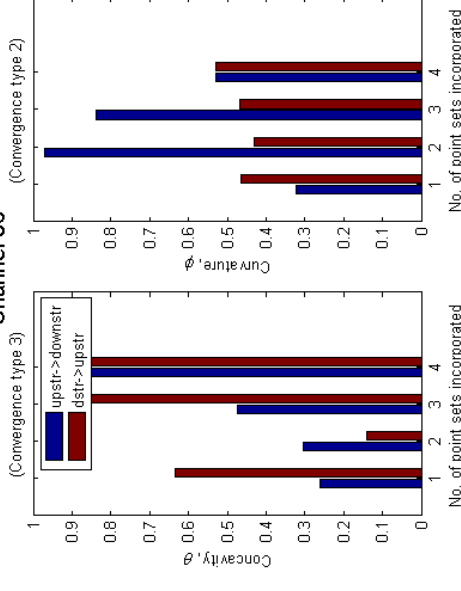 Channel
(Convergence type 3)
1
0.9
0.8
0.7
0.6
0.5
0.4
0.3
0.2
0.1
0
Concavity, θ
upstr->downstr
dstr->upstr
1 2 3 4
No. of point sets incorporated
(Convergence type 2)
1
0.9
0.8
0.7
0.6
0.5
0.4
0.3
0.2
0.1
0
Curvature, φ
1 2 3 4
No. of point sets incorporated